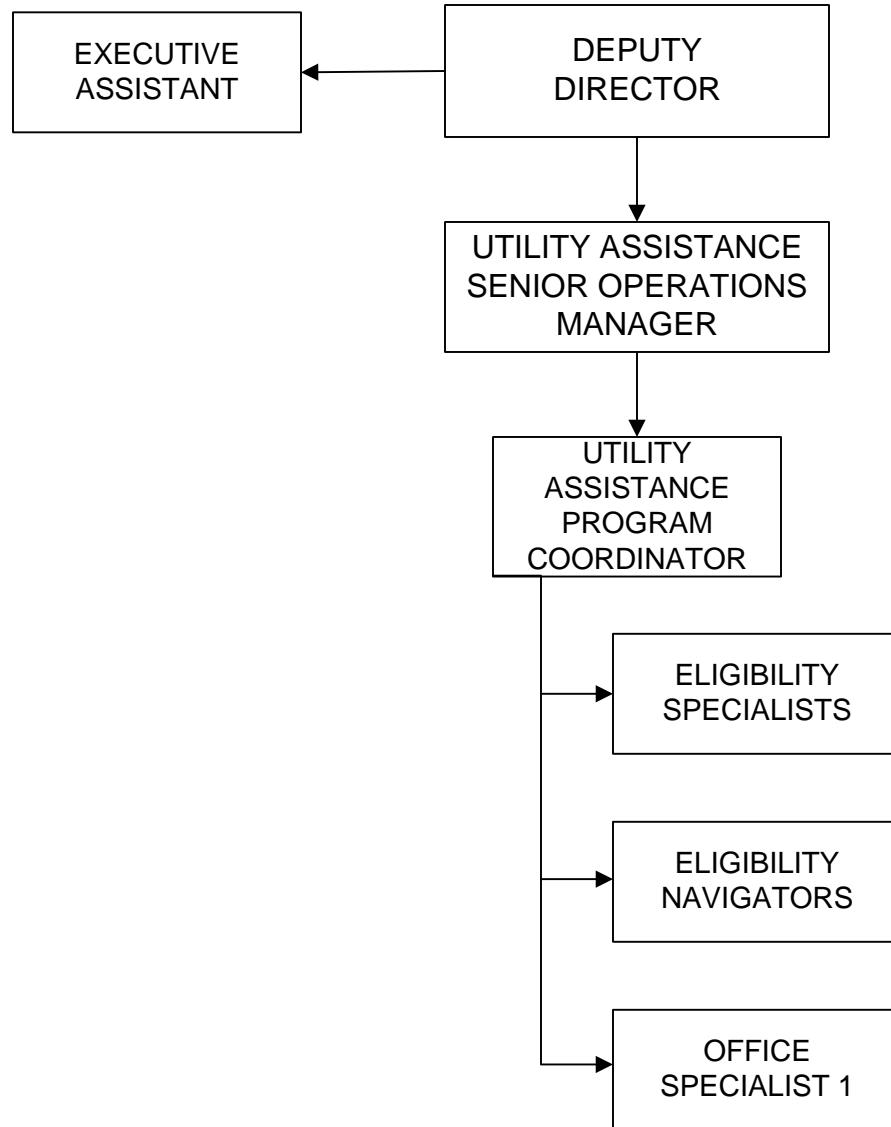 EXECUTIVE
ASSISTANT
DEPUTY
DIRECTOR
UTILITY ASSISTANCE
SENIOR OPERATIONS
MANAGER
UTILITY
ASSISTANCE
PROGRAM
COORDINATOR
ELIGIBILITY
SPECIALISTS
ELIGIBILITY
NAVIGATORS
OFFICE
SPECIALIST 1